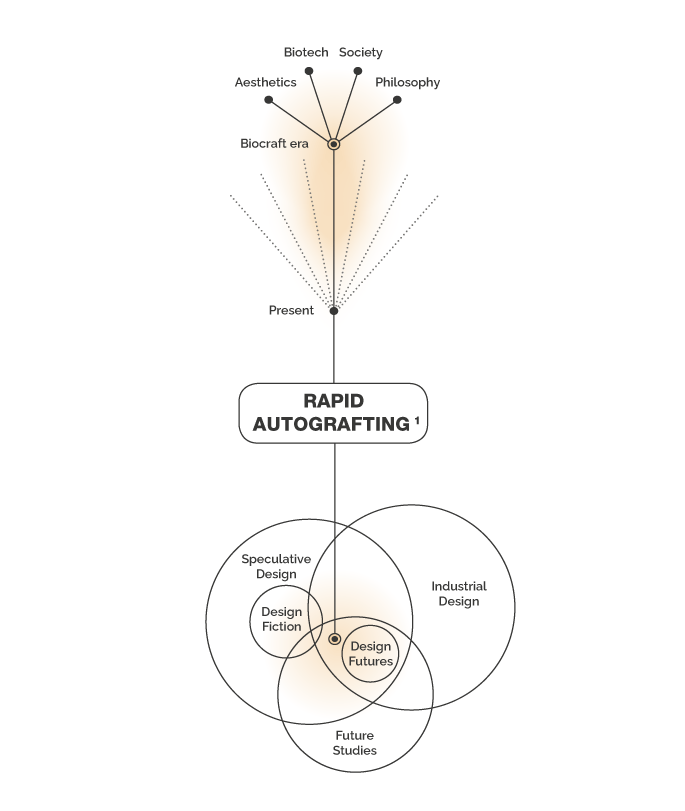 Biotech Society
Aesthetics Philosophy
Biocraft era
Present
RAPID
AUTOGRAFTING ¹
Speculative
Design
Design
Fiction
Industrial
Design
Design
Futures
Future
Studies